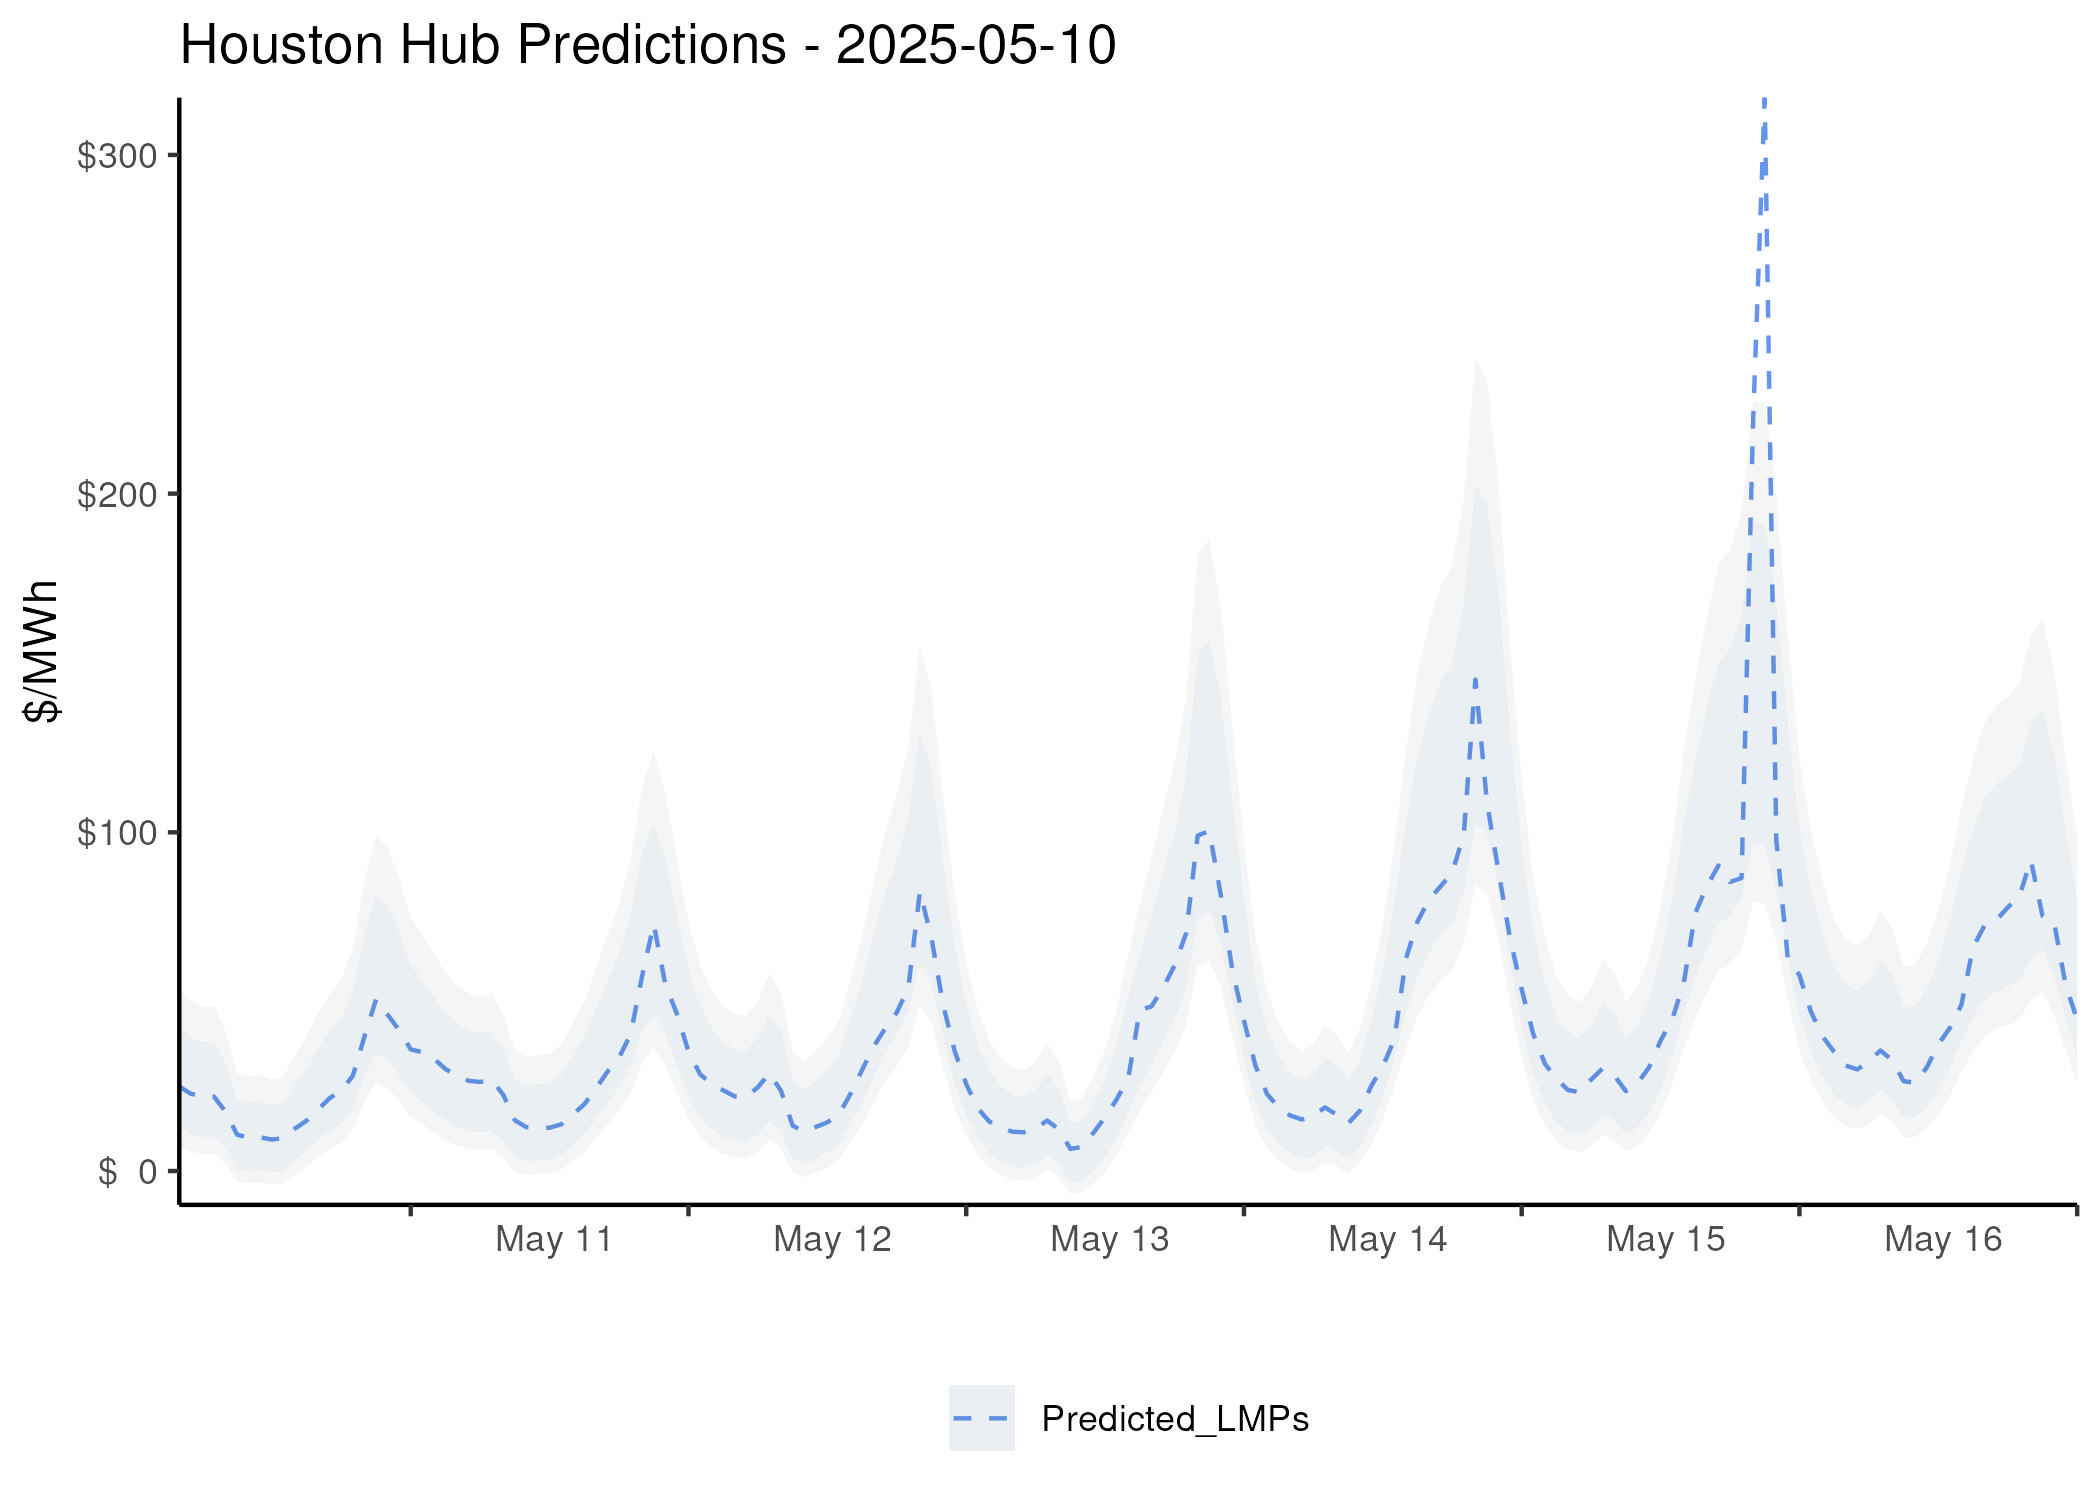 Houston Hub Predictions - 2025-05-10
$300
$200
$100
$ 0
$/MWh
May 11
May 12
May 13
May 14
May 15
May 16
Predicted_LMPs